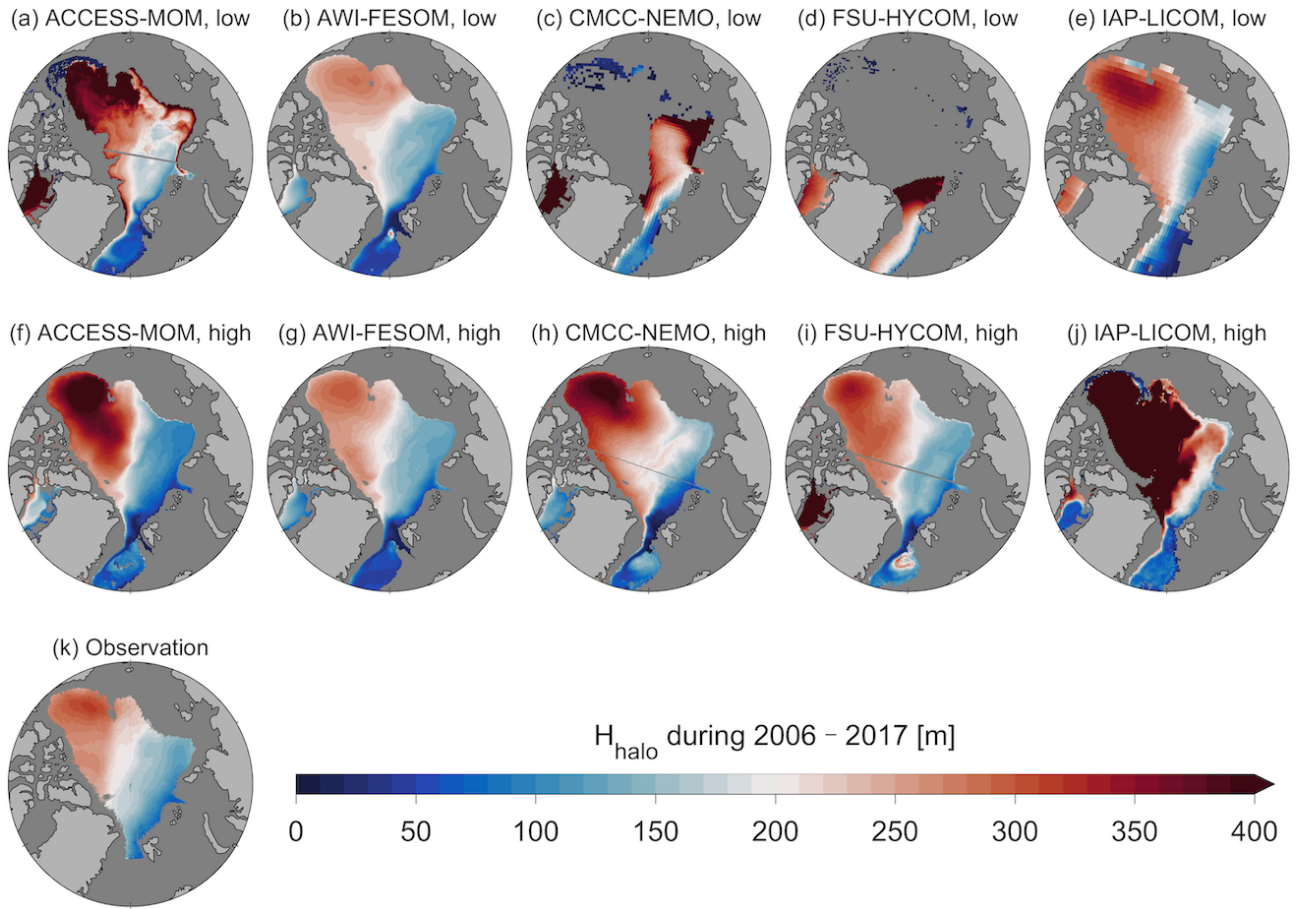 (a) ACCESS-MOM, low
(b) AWI-FESOM, low
(c) CMCC-NEMO, low
(d) FSU-HYCOM, low
(e) IAP-LICOM, low
(f) ACCESS-MOM, high
(g) AWI-FESOM, high
(h) CMCC-NEMO, high
(i) FSU-HYCOM, high
(j) IAP-LICOM, high
(k) Observation
H_halo during 2006 – 2017 [m]
0 50 100 150 200 250 300 350 400